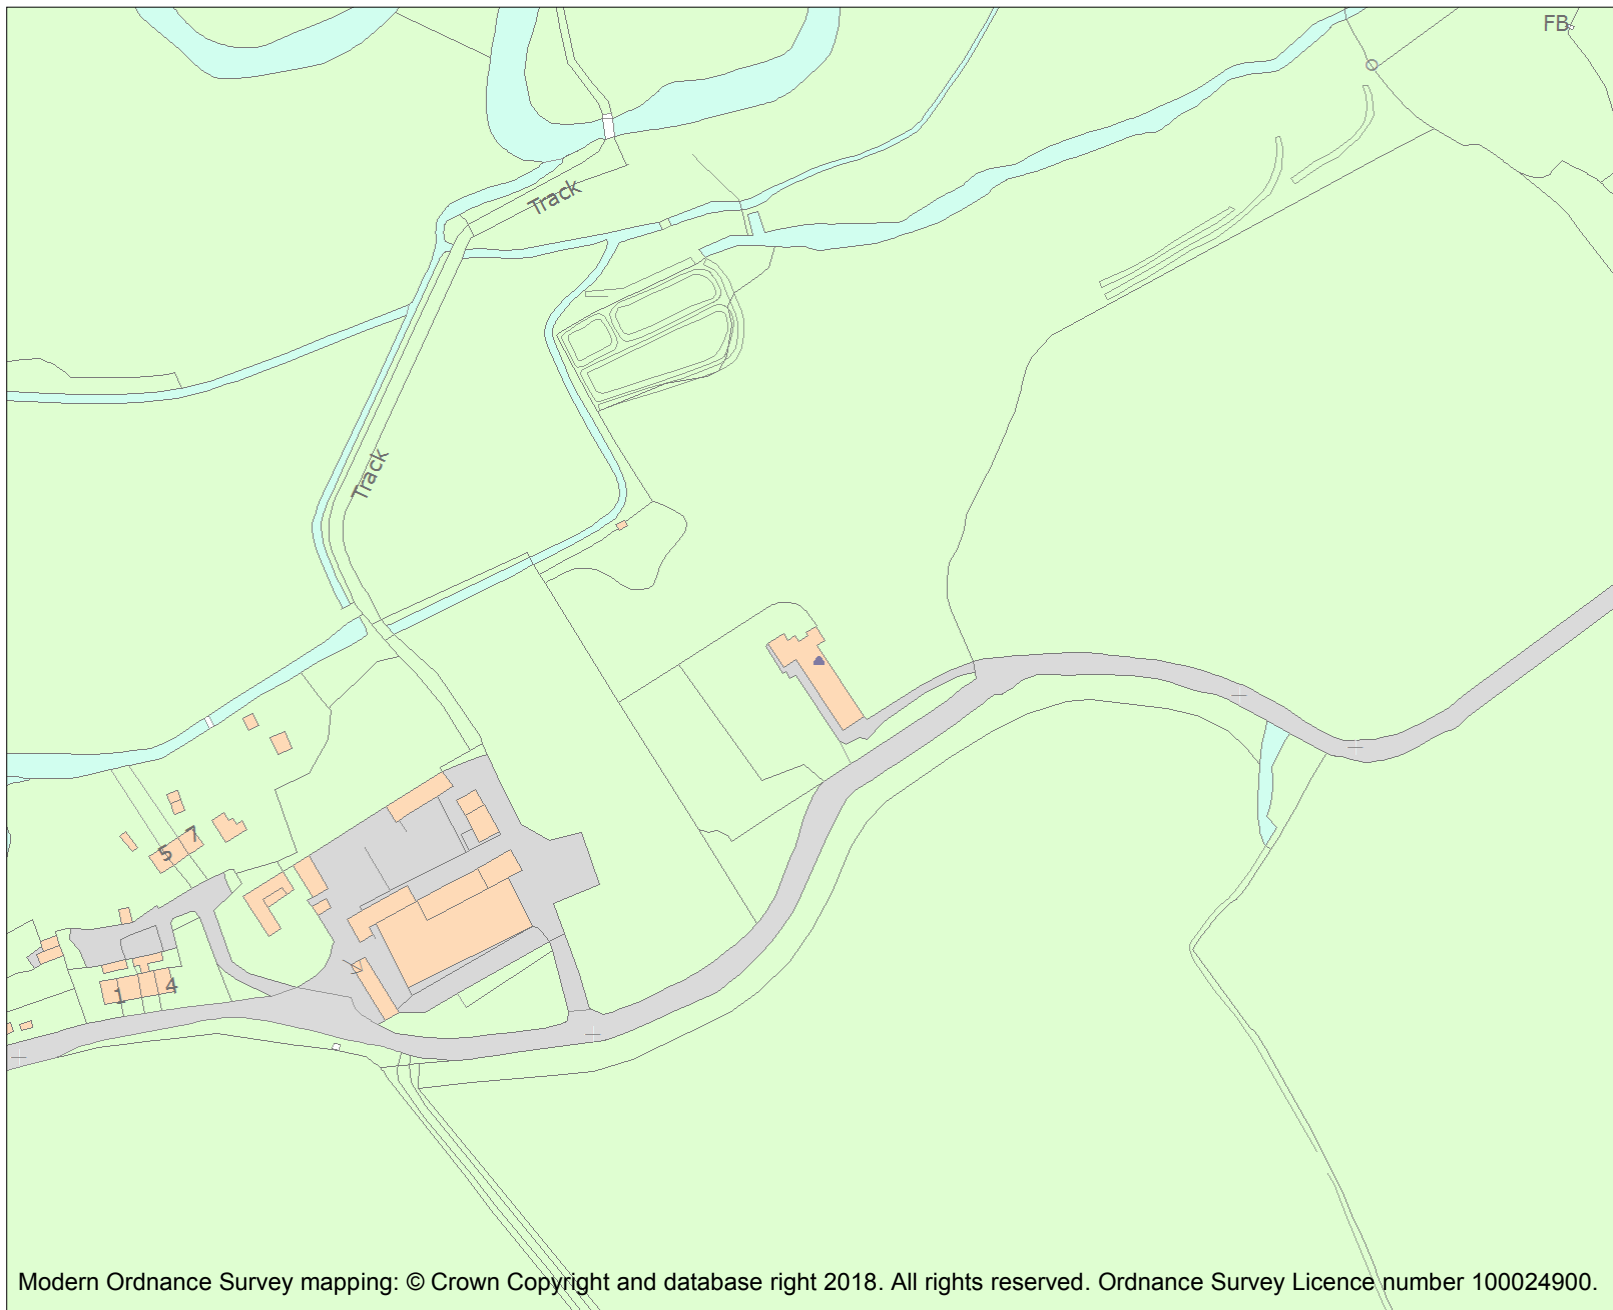 FB
Track
Track
7
5
4
1
Modern Ordnance Survey mapping: © Crown Copyright and database right 2018. All rights reserved. Ordnance Survey Licence number 100024900.